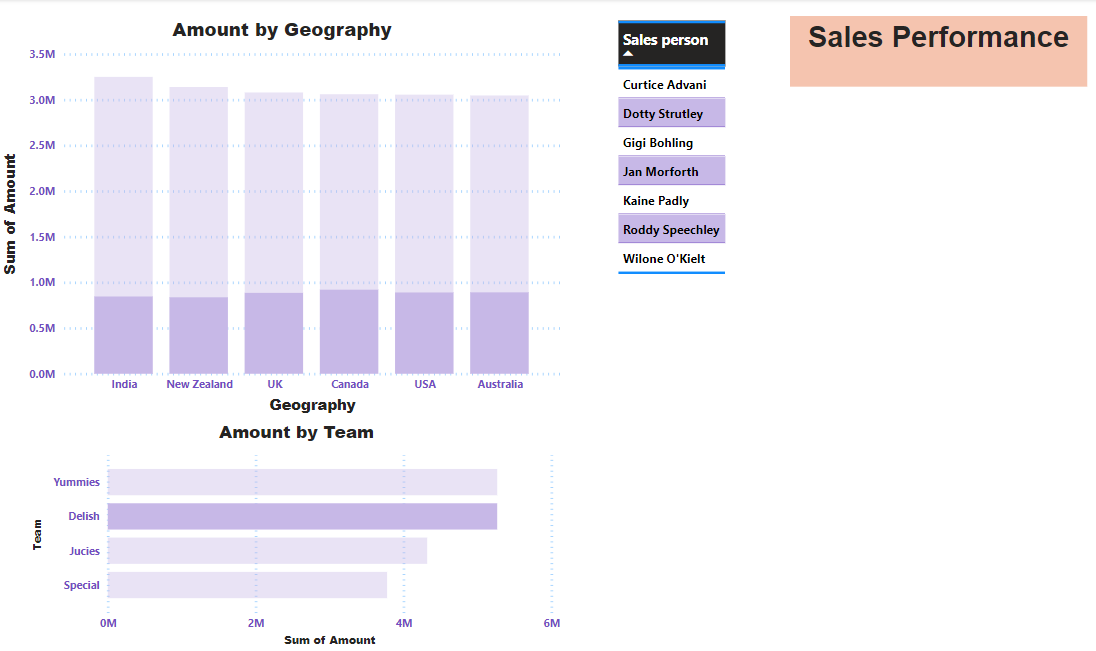 Amount by Geography
3.5M
3.0M
2.5M
2.0M
1.5M
1.0M
0.5M
0.0M
Sum of Amount
India New Zealand UK Canada USA Australia
Geography
Amount by Team
Team
Yummies
Delish
Jucies
Special
0M 2M 4M 6M
Sum of Amount
Sales person
Curtice Advani
Dotty Strutley
Gigi Bohling
Jan Morforth
Kaine Padly
Roddy Speechley
Wilone O'Kielt
Sales Performance